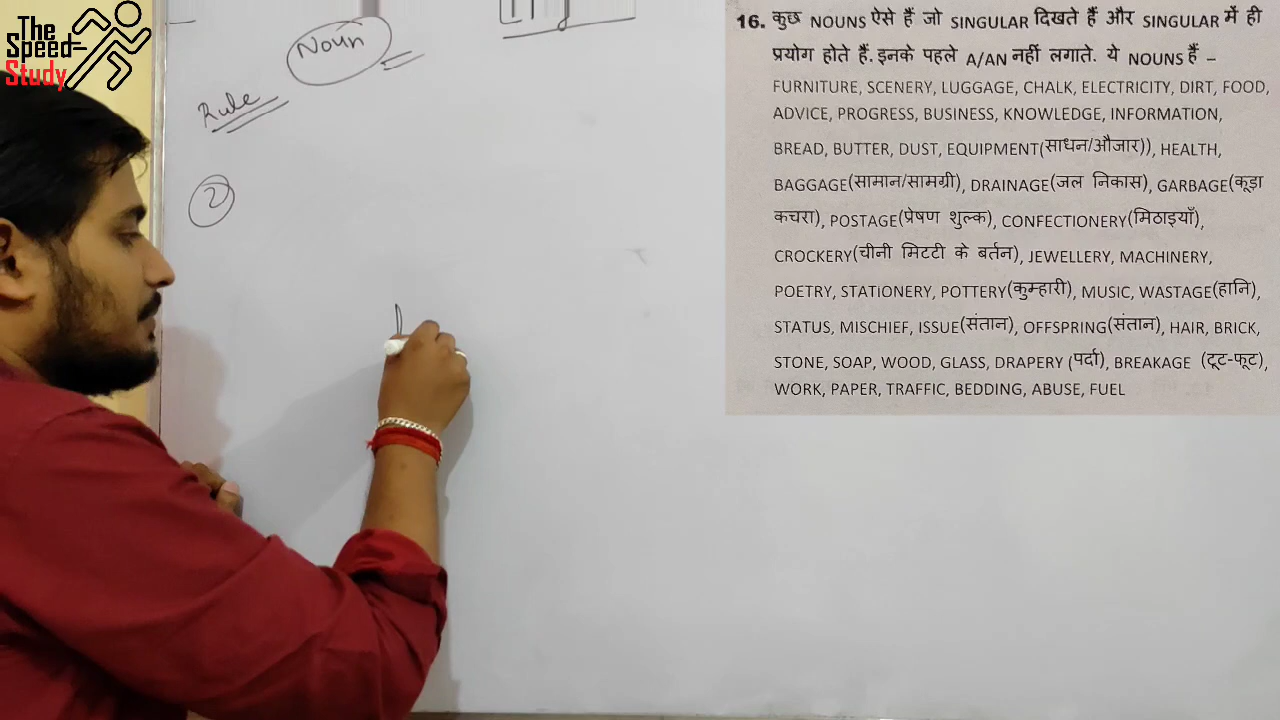 The
Speed
Study
Noun
Rule
2
16. कुछ NOUNS ऐसे हैं जो SINGULAR दिखते हैं और SINGULAR में ही
प्रयोग होते हैं. इनके पहले A/AN नहीं लगाते. ये NOUNS हैं –
FURNITURE, SCENERY, LUGGAGE, CHALK, ELECTRICITY, DIRT, FOOD,
ADVICE, PROGRESS, BUSINESS, KNOWLEDGE, INFORMATION,
BREAD, BUTTER, DUST, EQUIPMENT(साधन/औजार)), HEALTH,
BAGGAGE(सामान/सामग्री), DRAINAGE(जल निकास), GARBAGE(कूड़ा
कचरा), POSTAGE(प्रेषण शुल्क), CONFECTIONERY(मिठाइयाँ),
CROCKERY(चीनी मिटटी के बर्तन), JEWELLERY, MACHINERY,
POETRY, STATIONERY, POTTERY(कुम्हारी), MUSIC, WASTAGE(हानि),
STATUS, MISCHIEF, ISSUE(संतान), OFFSPRING(संतान), HAIR, BRICK,
STONE, SOAP, WOOD, GLASS, DRAPERY (पर्दा), BREAKAGE (टूट-फूट),
WORK, PAPER, TRAFFIC, BEDDING, ABUSE, FUEL